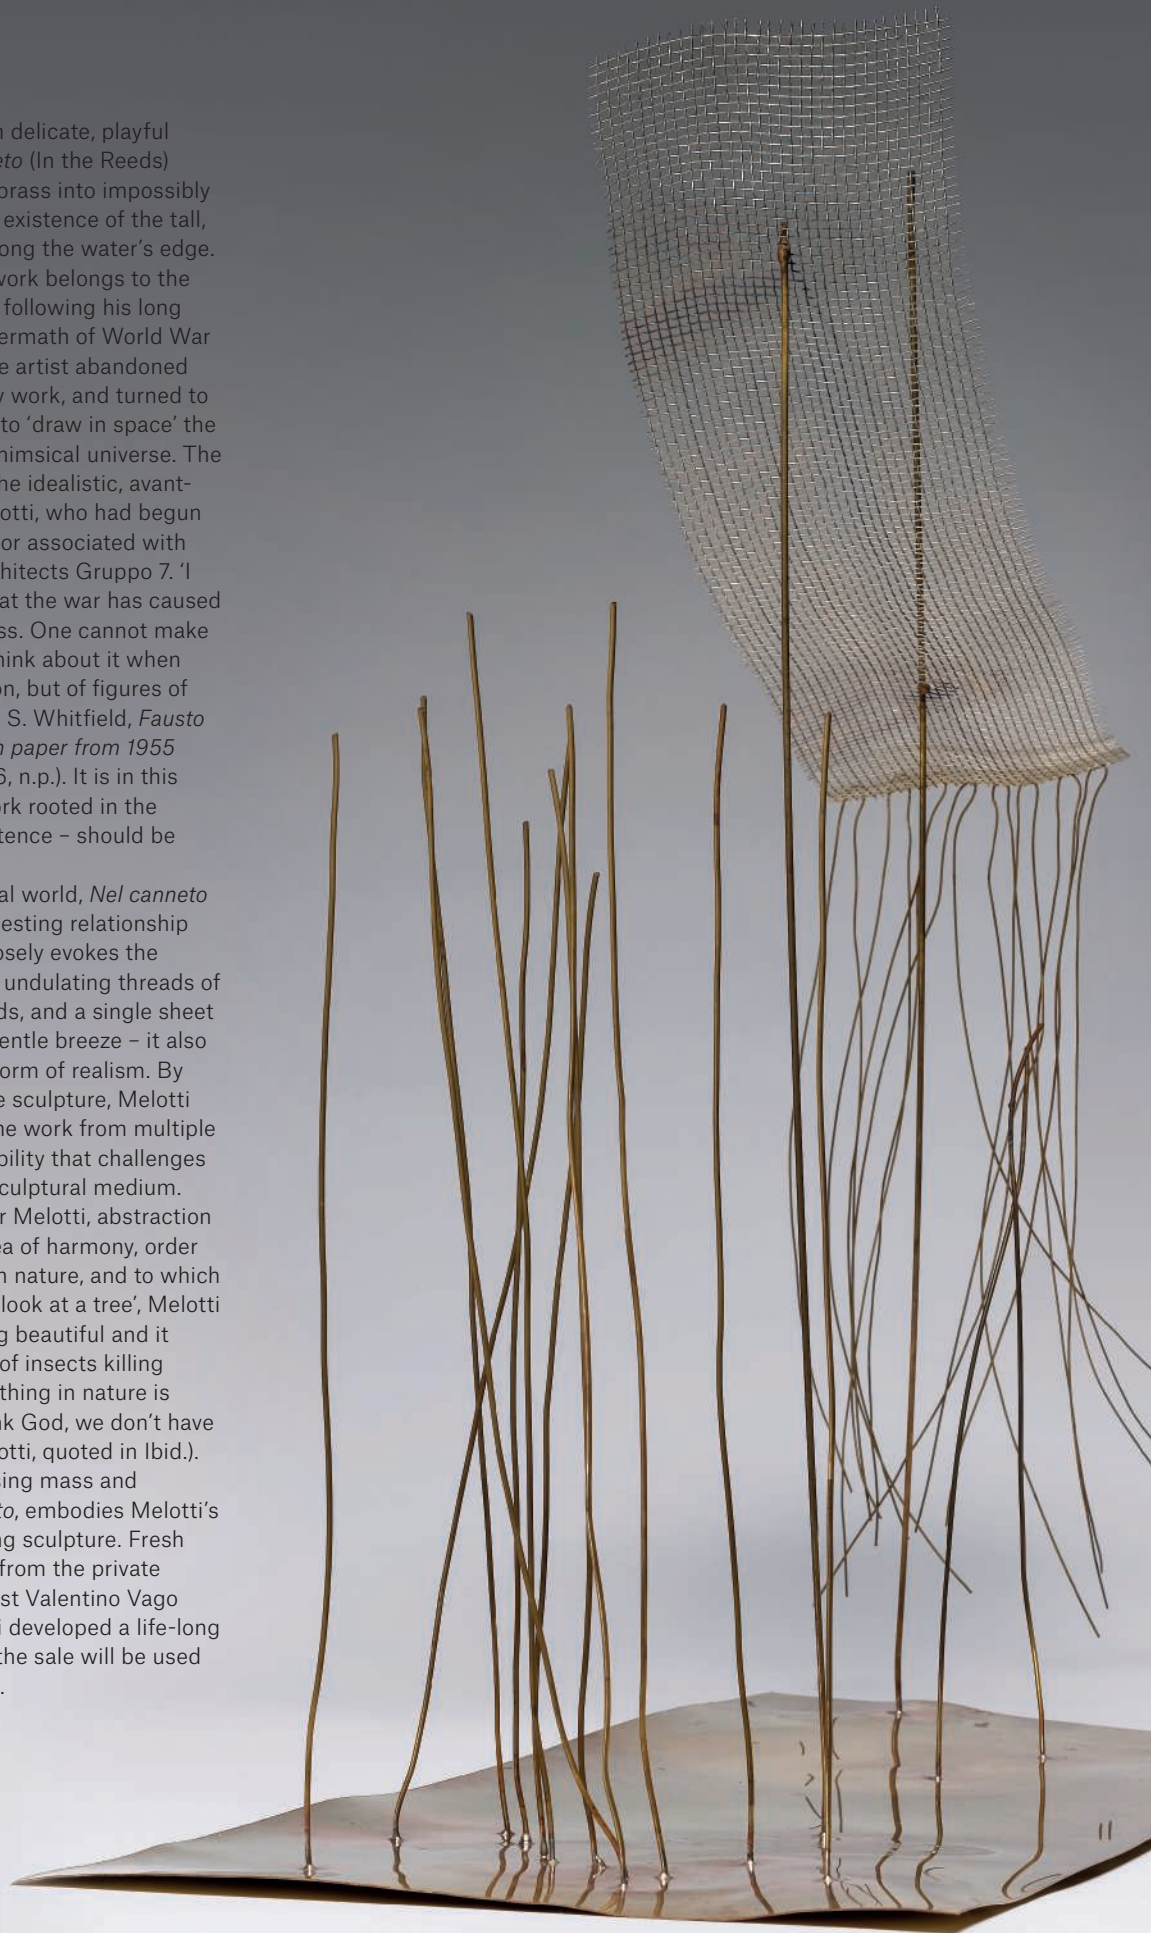 n delicate, playful
eto (In the Reeds)
brass into impossibly
existence of the tall,
ong the water's edge.
work belongs to the
following his long
ermath of World War
e artist abandoned
y work, and turned to
to ‘draw in space’ the
himsical universe. The
he idealistic, avant-
otti, who had begun
or associated with
hitects Gruppo 7. ‘I
at the war has caused
ss. One cannot make
hink about it when
on, but of figures of
S. Whitfield, Fausto
n paper from 1955
6, n.p.). It is in this
ork rooted in the
tence – should be
al world, Nel canneto
esting relationship
osely evokes the
undulating threads of
ds, and a single sheet
entle breeze – it also
orm of realism. By
e sculpture, Melotti
he work from multiple
bility that challenges
sculptural medium.
r Melotti, abstraction
ea of harmony, order
n nature, and to which
look at a tree’, Melotti
g beautiful and it
of insects killing
thing in nature is
nk God, we don’t have
otti, quoted in Ibid.).
sing mass and
to, embodies Melotti’s
ng sculpture. Fresh
from the private
st Valentino Vago
i developed a life-long
the sale will be used
.